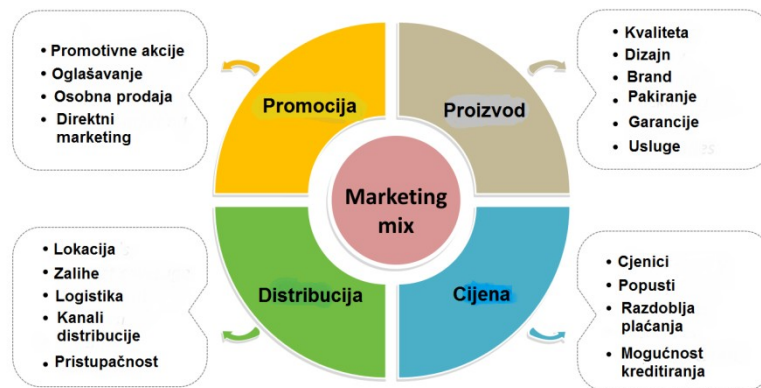 Promotivne akcije
Oglašavanje
Osobna prodaja
Direktni
marketing
Promocija
Proizvod
Kvaliteta
Dizajn
Brand
Pakiranje
Garancije
Usluge
Marketing
mix
Lokacija
Zalihe
Logistika
Kanali
distribucije
Pristupačnost
Distribucija
Cijena
Cjenici
Popusti
Razdoblja
plaćanja
Mogućnost
kreditiranja